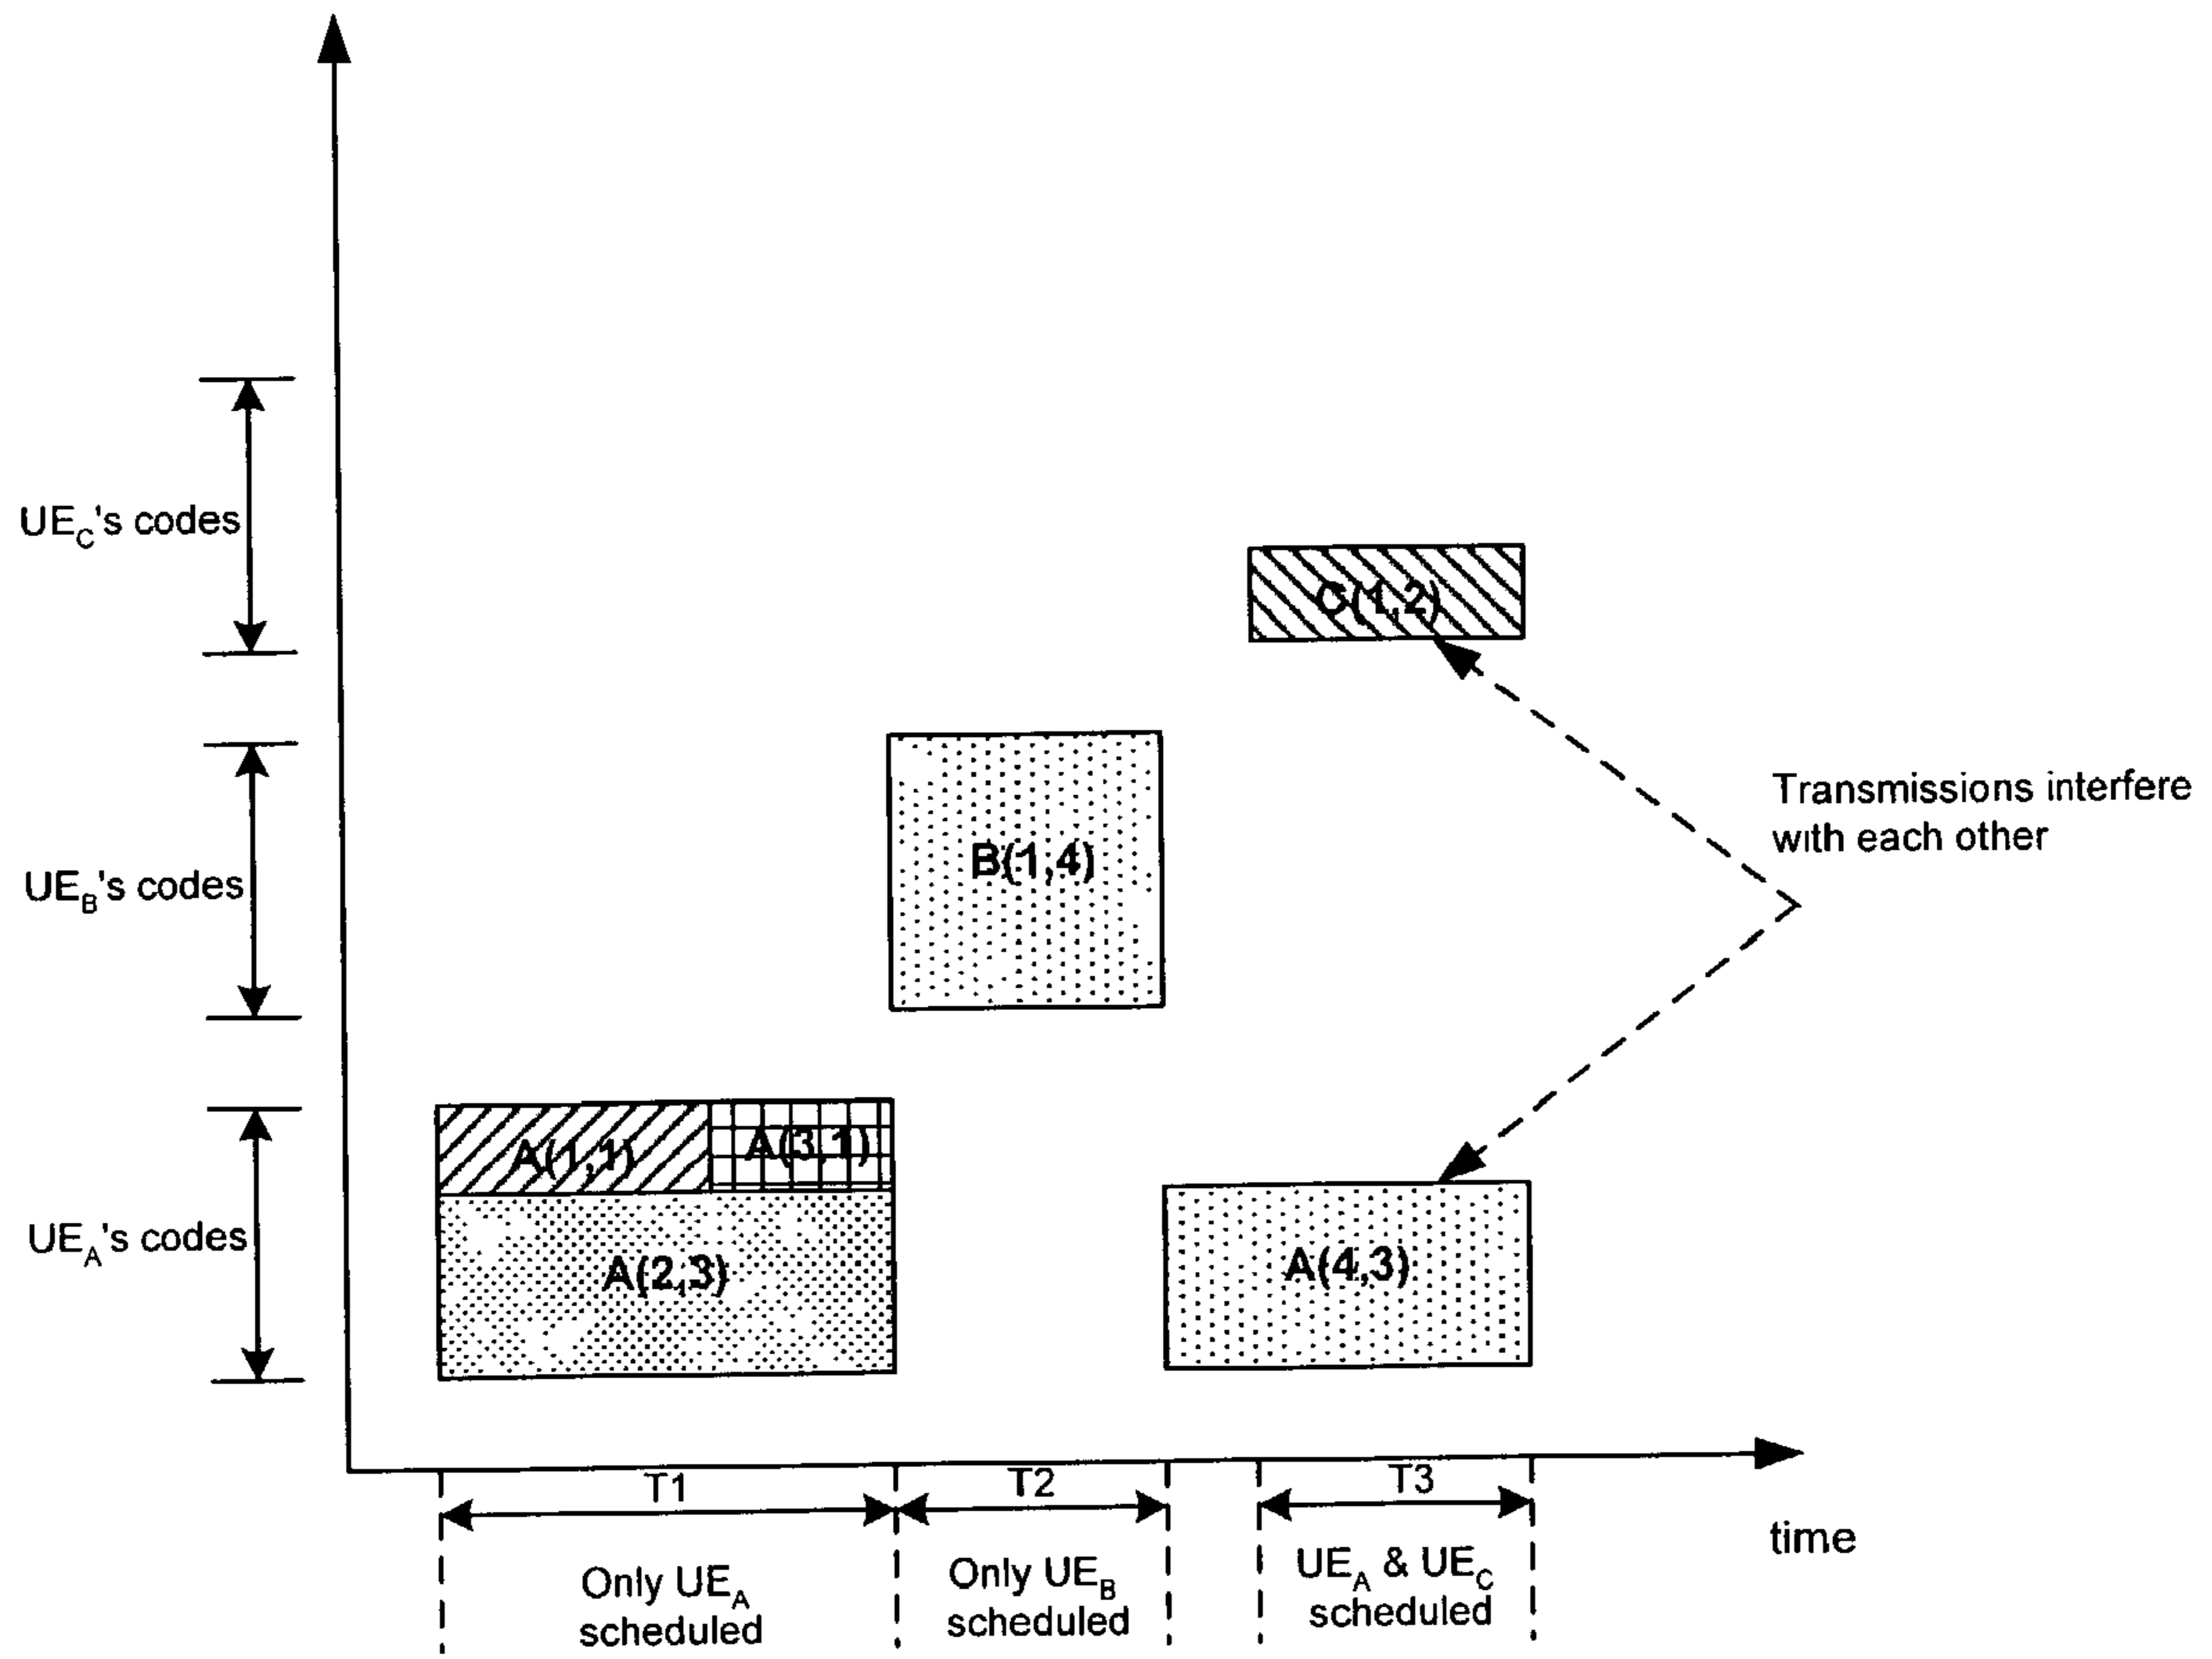 UEC's codes
C(1,2)
UEB's codes
B(1,4)
Transmissions interfere
with each other
A(1,1)
A(3,1)
UEA's codes
A(2,3)
A(4,3)
T1
T2
T3
time
Only UEA
scheduled
Only UEB
scheduled
UEA & UEC
scheduled